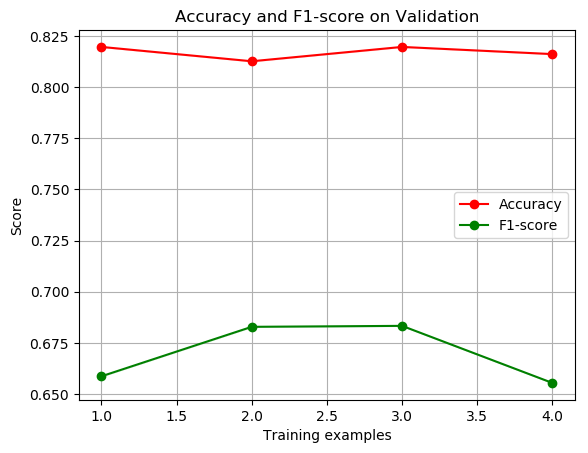 Accuracy and F1-score on Validation
0.825
0.800
0.775
0.750
0.725
0.700
0.675
0.650
Score
Accuracy
F1-score
1.0 1.5 2.0 2.5 3.0 3.5 4.0
Training examples